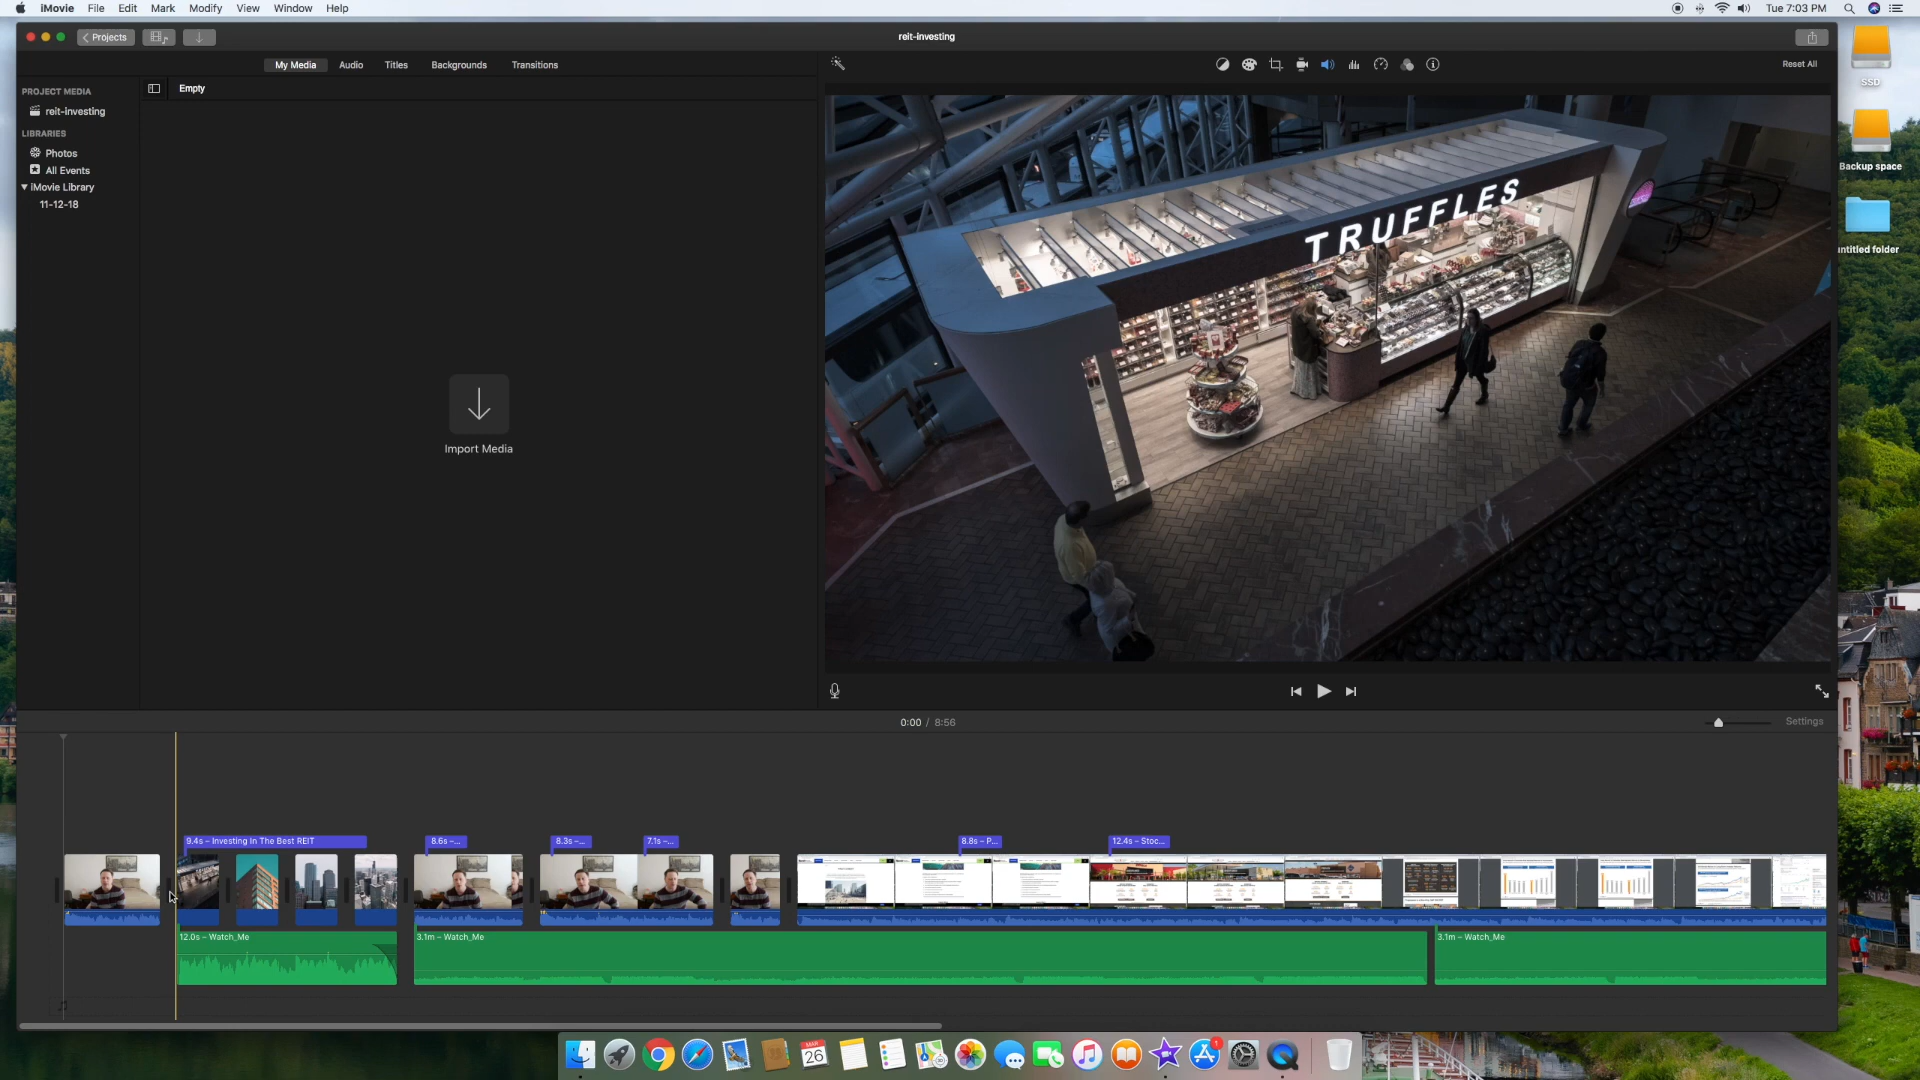 iMovie File Edit Mark Modify View Window Help
Tue 7:03 PM
Projects
reit-investing
My Media Audio Titles Backgrounds Transitions
Reset All
PROJECT MEDIA
reit-investing
LIBRARIES
Photos
All Events
iMovie Library
11-12-18
Empty
Import Media
TRUFFLES
SSD
Backup space
untitled folder
0:00 / 8:56
Settings
9.4s – Investing In The Best REIT
8.6s –...
8.3s –...
7.1s –...
8.8s – P...
12.4s – Stoc...
12.0s – Watch_Me
3.1m – Watch_Me
3.1m – Watch_Me
MAR
26
1